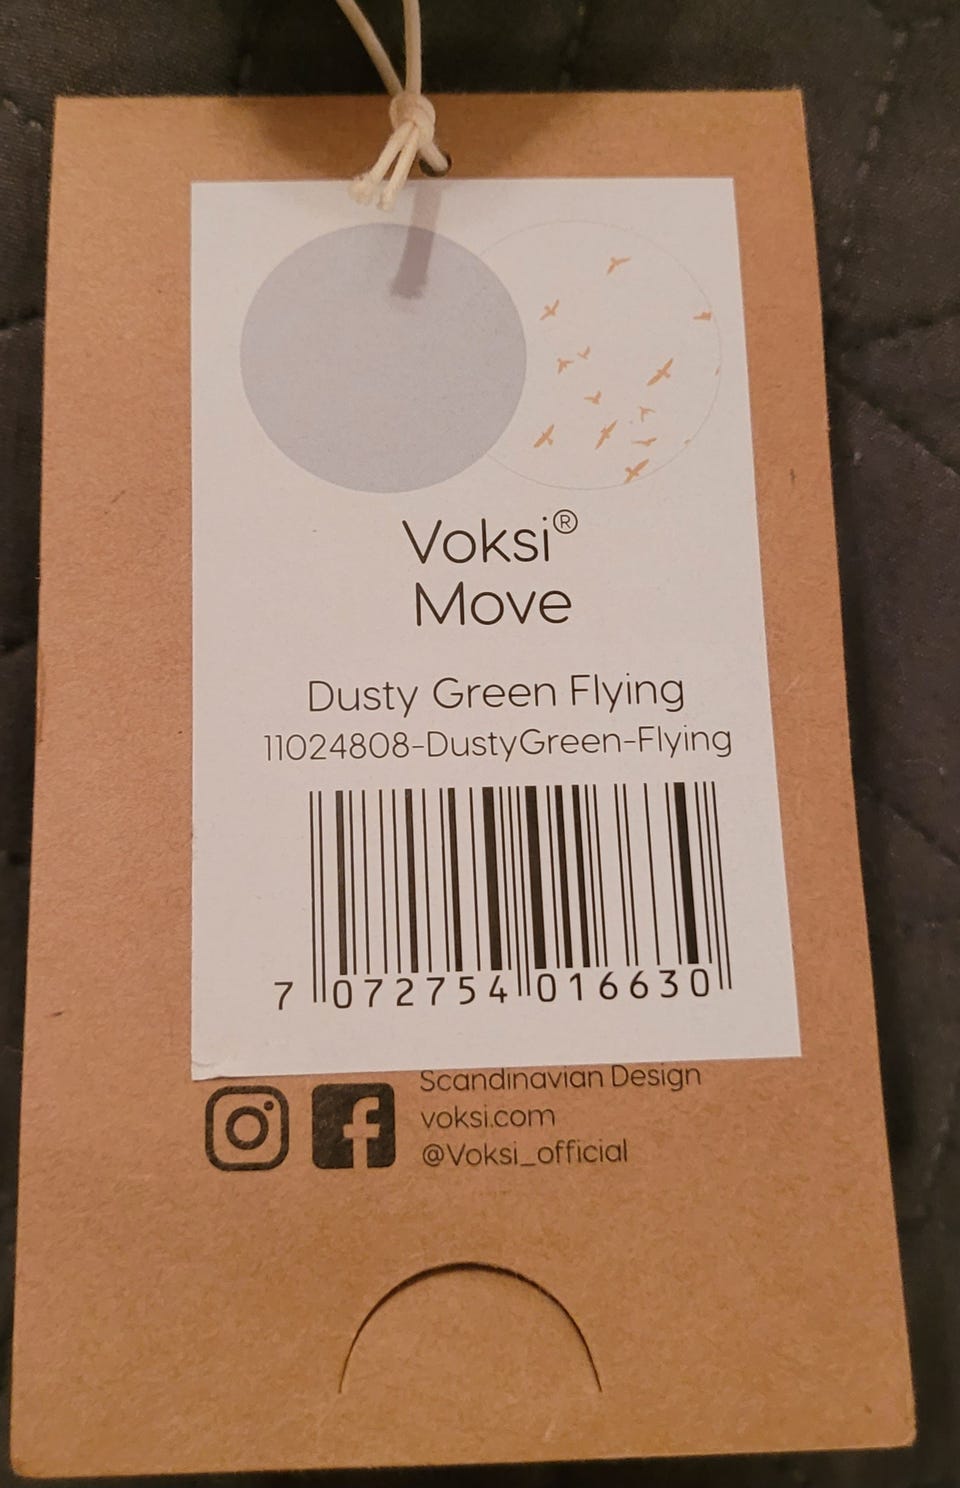 Voksi®
Move
Dusty Green Flying
11024808-DustyGreen-Flying
7 072754 016630
Scandinavian Design
voksi.com
@Voksi_official